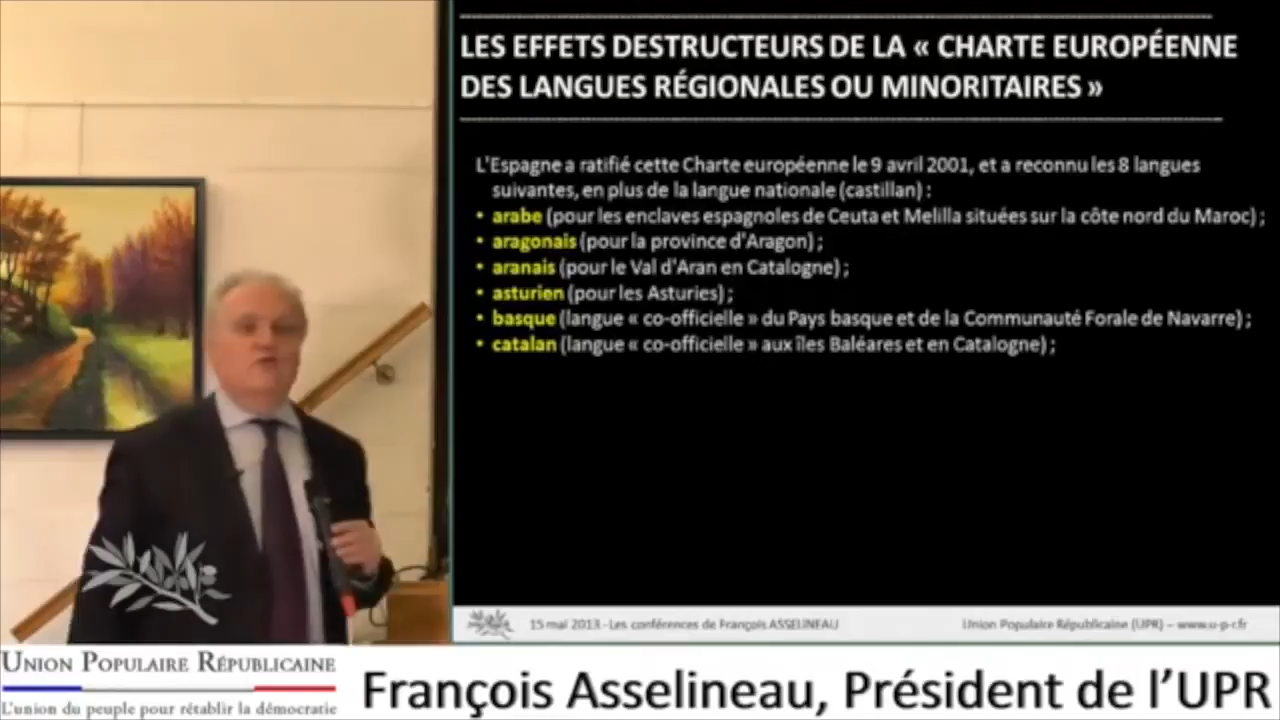 LES EFFETS DESTRUCTEURS DE LA « CHARTE EUROPÉENNE
DES LANGUES RÉGIONALES OU MINORITAIRES »
L'Espagne a ratifié cette Charte européenne le 9 avril 2001, et a reconnu les 8 langues
suivantes, en plus de la langue nationale (castillan) :
• arabe (pour les enclaves espagnoles de Ceuta et Melilla situées sur la côte nord du Maroc) ;
• aragonais (pour la province d'Aragon) ;
• aranais (pour le Val d'Aran en Catalogne) ;
• asturien (pour les Asturies) ;
• basque (langue « co-officielle » du Pays basque et de la Communauté Forale de Navarre) ;
• catalan (langue « co-officielle » aux îles Baléares et en Catalogne) ;
15 mai 2013 - Les conférences de François ASSELINEAU
Union Populaire Républicaine (UPR) – www.u-p-r.fr
UNION POPULAIRE RÉPUBLICAINE
L'union du peuple pour rétablir la démocratie
François Asselineau, Président de l'UPR